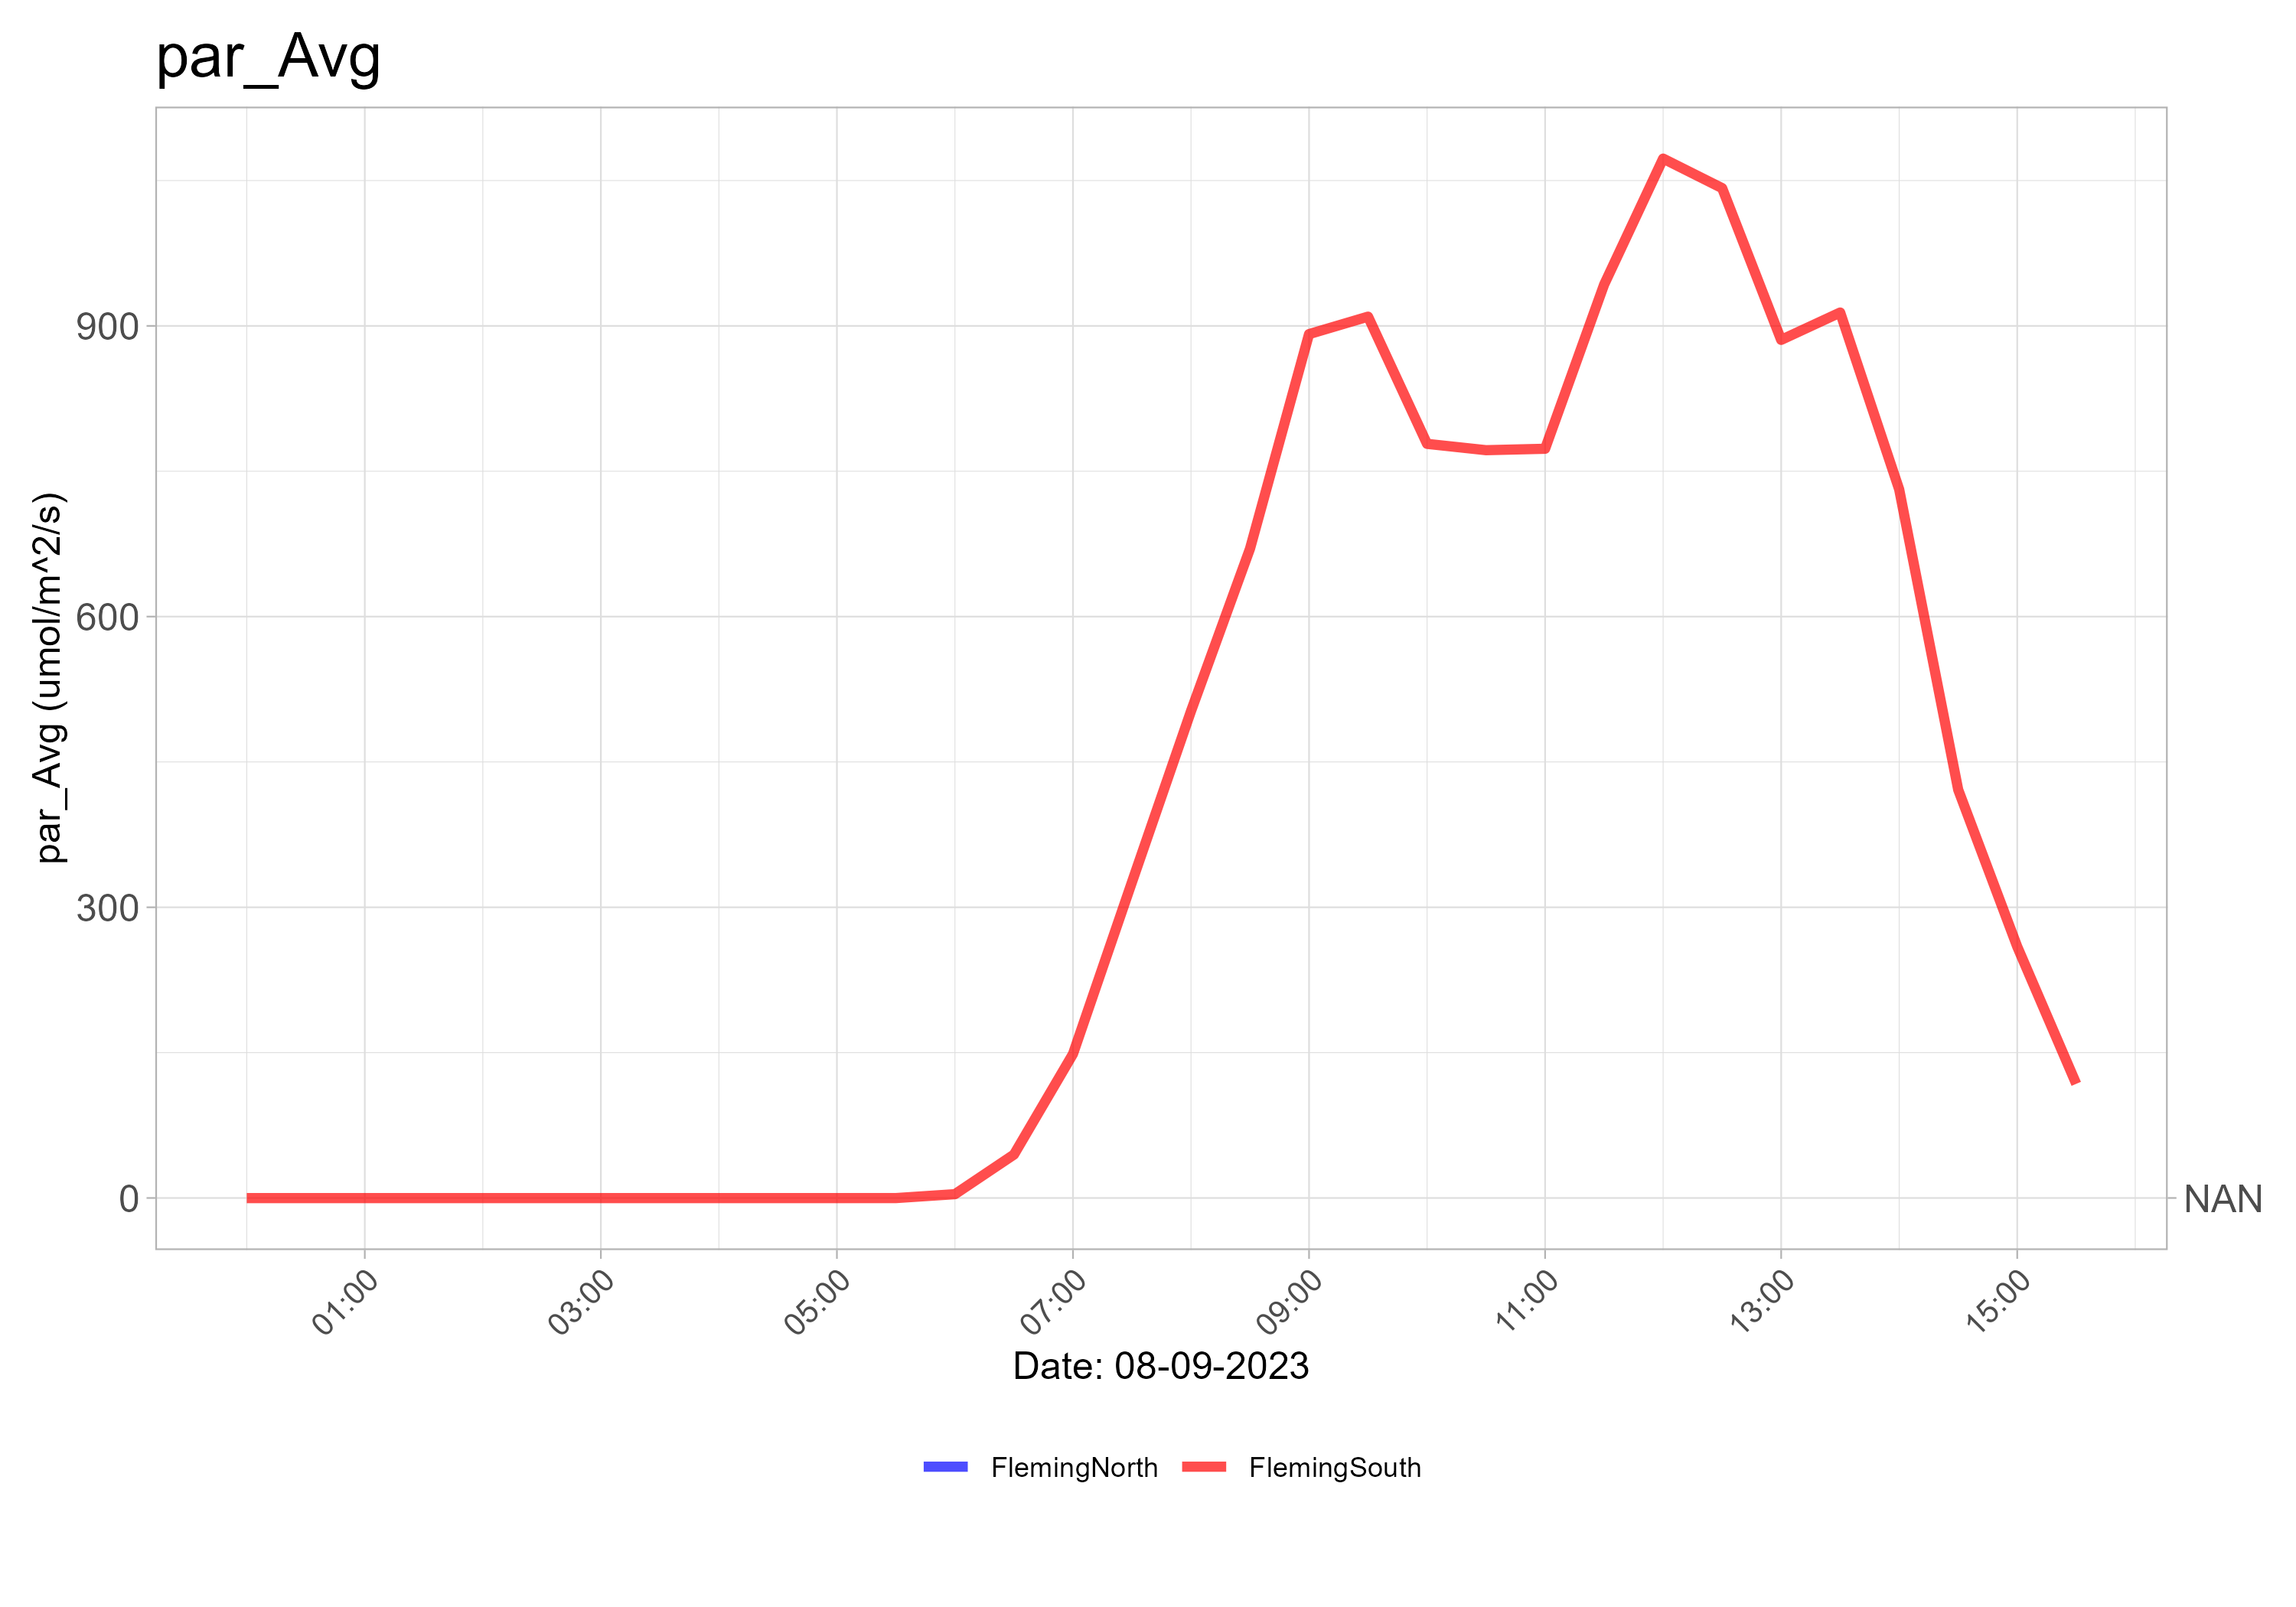 par_Avg
par_Avg (umol/m^2/s)
900
600
300
0
NAN
01:00
03:00
05:00
07:00
09:00
11:00
13:00
15:00
Date: 08-09-2023
FlemingNorth
FlemingSouth